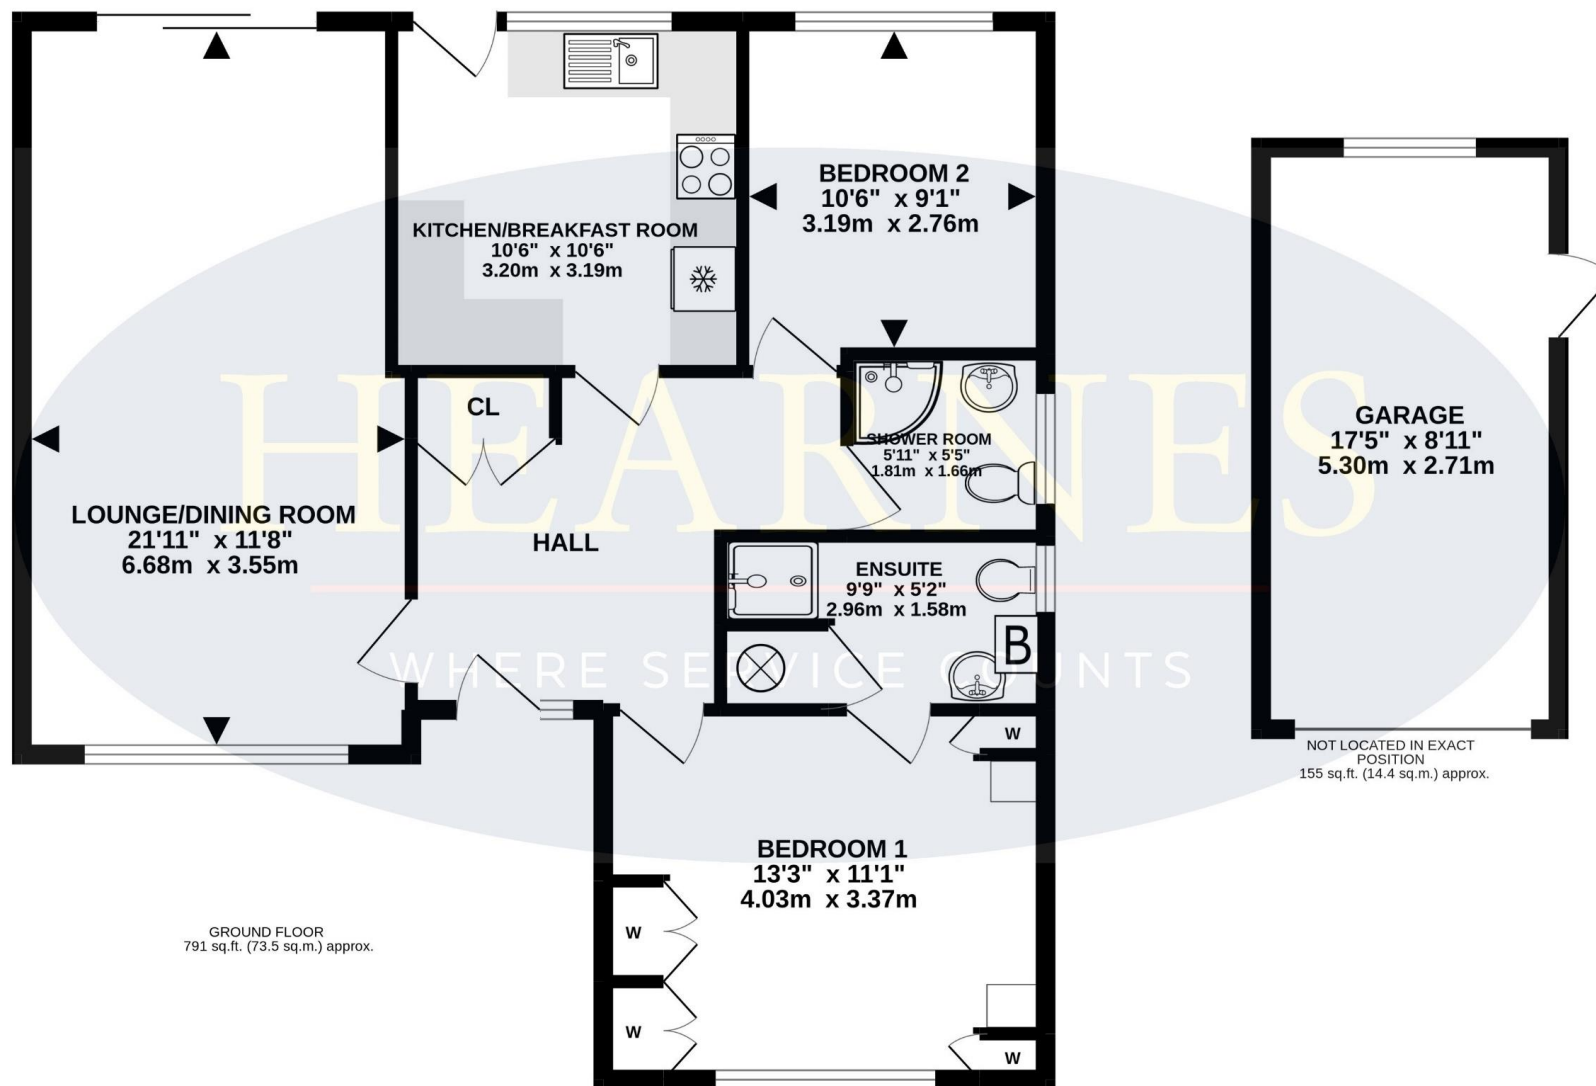 BEDROOM 2
10'6" x 9'1"
3.19m x 2.76m
KITCHEN/BREAKFAST ROOM
10'6" x 10'6"
3.20m x 3.19m
CL
SHOWER ROOM
5'11" x 5'5"
1.81m x 1.66m
GARAGE
17'5" x 8'11"
5.30m x 2.71m
HEARNES
LOUNGE/DINING ROOM
21'11" x 11'8"
6.68m x 3.55m
HALL
ENSUITE
9'9" x 5'2"
2.96m x 1.58m
B
WHERE SERVICE COUNTS
W
NOT LOCATED IN EXACT
POSITION
155 sq.ft. (14.4 sq.m.) approx.
BEDROOM 1
13'3" x 11'1"
4.03m x 3.37m
W
GROUND FLOOR
791 sq.ft. (73.5 sq.m.) approx.
W
W